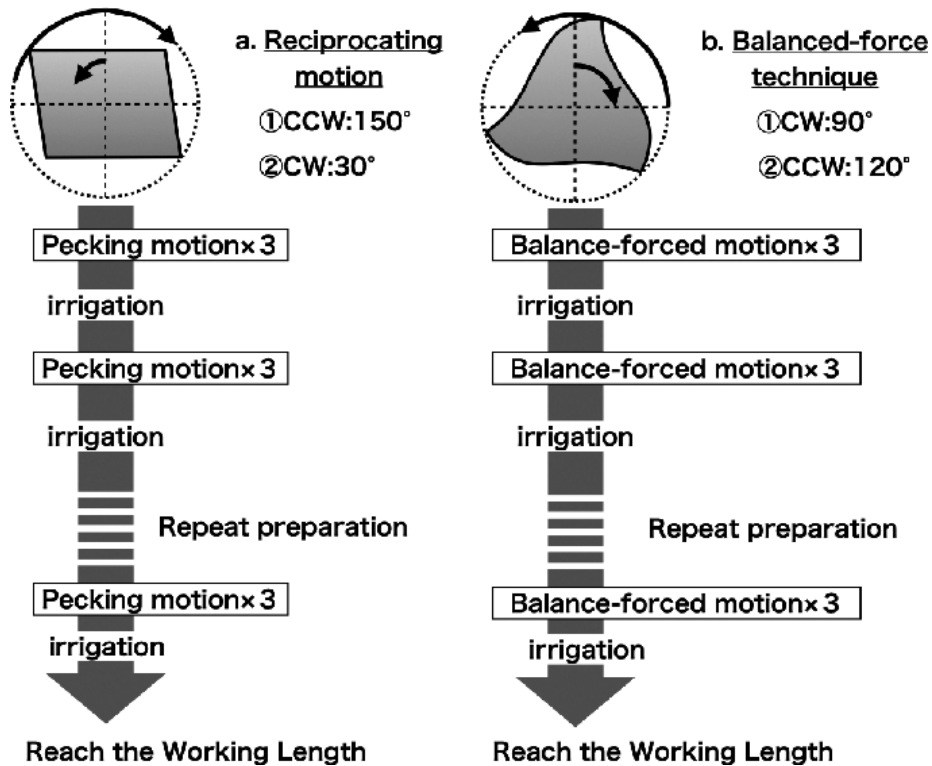 a. Reciprocating
motion
①CCW:150°
②CW:30°
Pecking motion×3
irrigation
Pecking motion×3
irrigation
Repeat preparation
Pecking motion×3
irrigation
Reach the Working Length
b. Balanced-force
technique
①CW:90°
②CCW:120°
Balance-forced motion×3
irrigation
Balance-forced motion×3
irrigation
Repeat preparation
Balance-forced motion×3
irrigation
Reach the Working Length